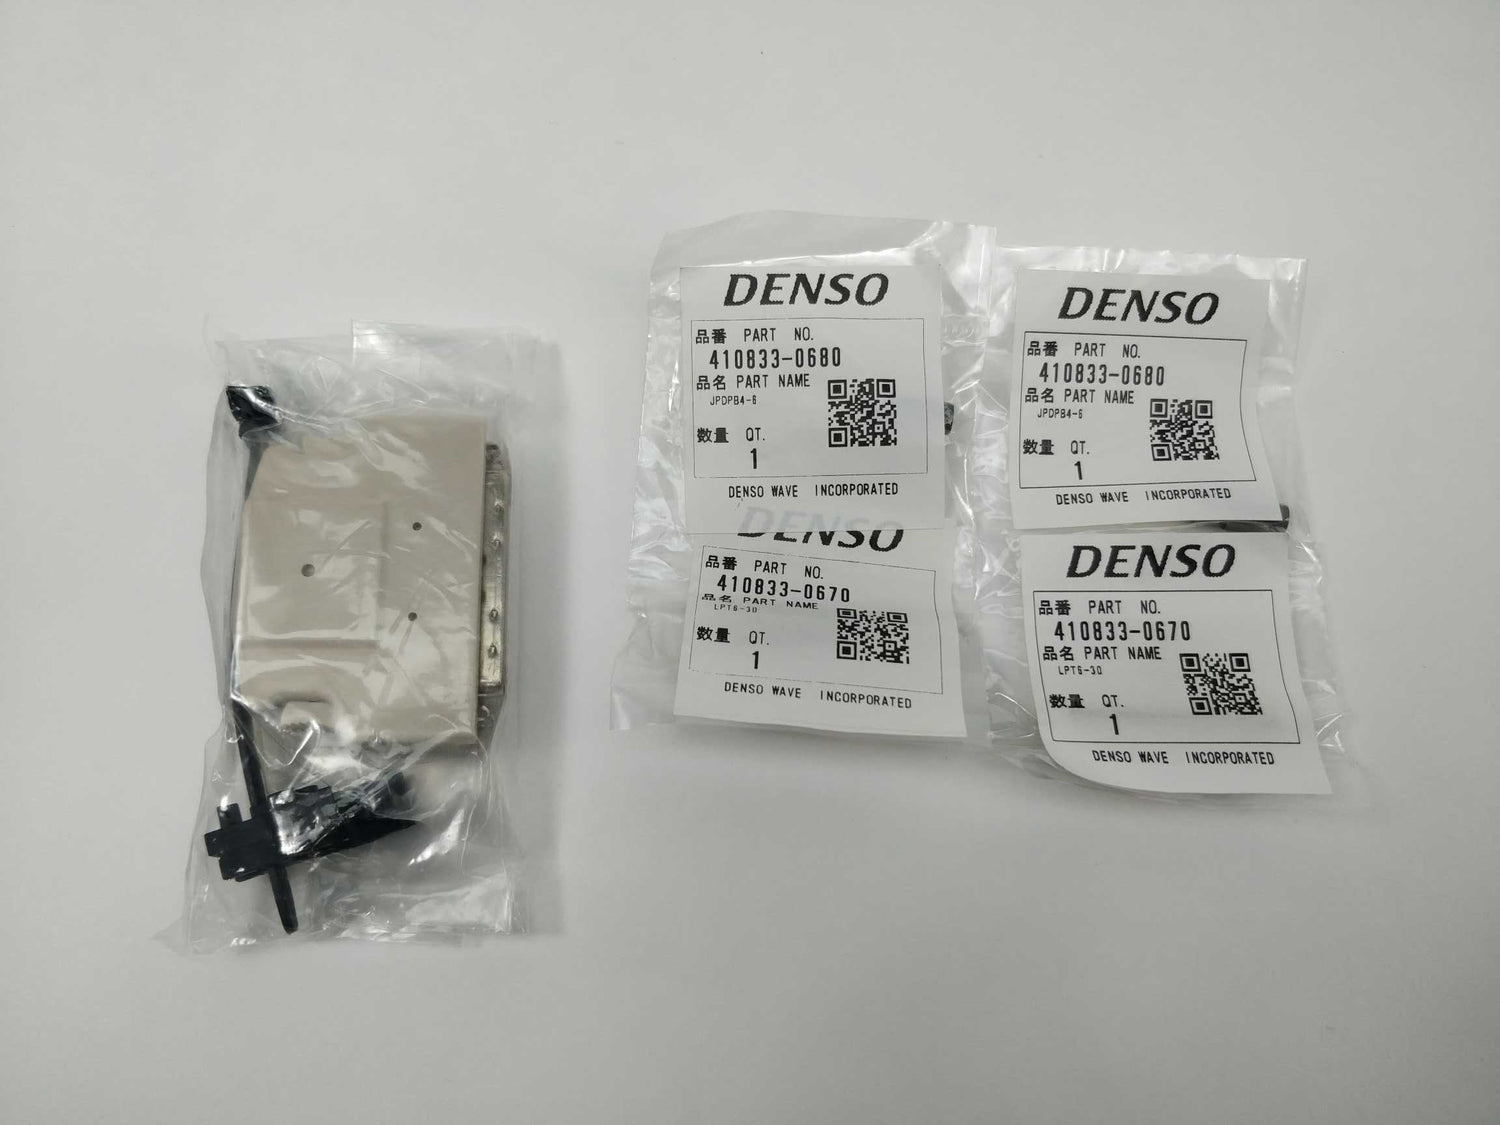 DENSO
品番 PART NO.
410833-0680
品名 PART NAME
JPDPB4-6
数量 QT.
1
DENSO WAVE INCORPORATED
DENSO
品番 PART NO.
410833-0680
品名 PART NAME
JPDPB4-6
数量 QT.
1
DENSO WAVE INCORPORATED
DENSO
品番 PART NO.
410833-0670
品名 PART NAME
LPT6-30
数量 QT.
1
DENSO WAVE INCORPORATED
DENSO
品番 PART NO.
410833-0670
品名 PART NAME
LPT6-30
数量 QT.
1
DENSO WAVE INCORPORATED